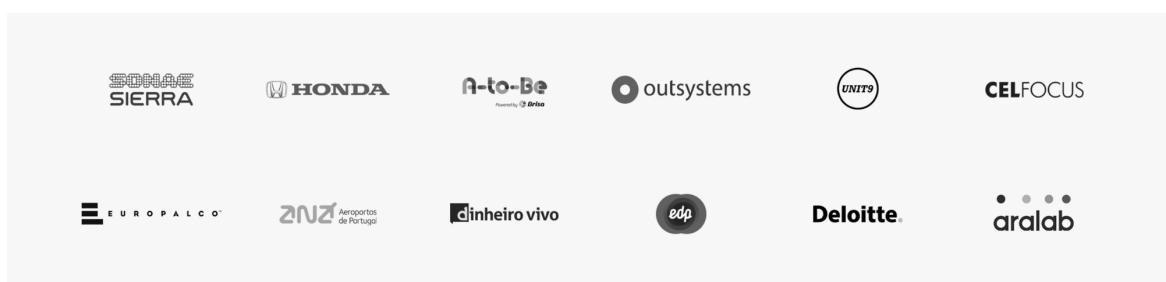 SONAE
SIERRA
HONDA
A-to-Be
Powered by Brisa
outsystems
UNIT9
CELFOCUS
EUROPALCO™
ANA Aeroportos
de Portugal
dinheiro vivo
edp
Deloitte.
aralab